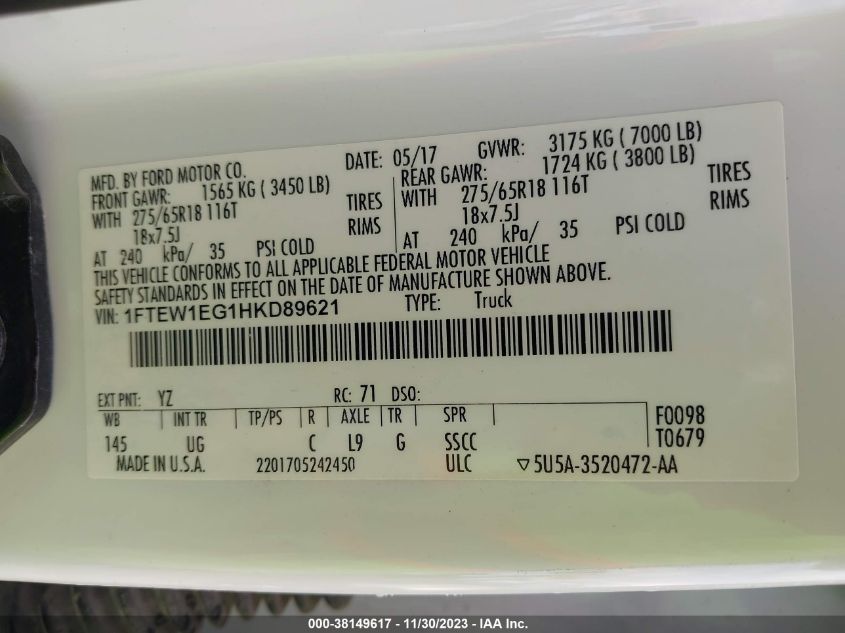 MFD. BY FORD MOTOR CO.
DATE: 05/17 GVWR: 3175 KG ( 7000 LB)
FRONT GAWR: 1565 KG ( 3450 LB)
WITH 275/65R18 116T TIRES
18x7.5J RIMS
AT 240 kPa/ 35 PSI COLD
REAR GAWR: 1724 KG ( 3800 LB)
WITH 275/65R18 116T TIRES
18x7.5J RIMS
AT 240 kPa/ 35 PSI COLD
THIS VEHICLE CONFORMS TO ALL APPLICABLE FEDERAL MOTOR VEHICLE
SAFETY STANDARDS IN EFFECT ON THE DATE OF MANUFACTURE SHOWN ABOVE.
VIN: 1FTEW1EG1HKD89621 TYPE: Truck
EXT PNT: YZ RC: 71 DSO:
WB INT TR TP/PS R AXLE TR SPR F0098
145 UG C L9 G SSCC T0679
MADE IN U.S.A. 2201705242450 ULC ▽5U5A-3520472-AA
000-38149617 - 11/30/2023 - IAA Inc.